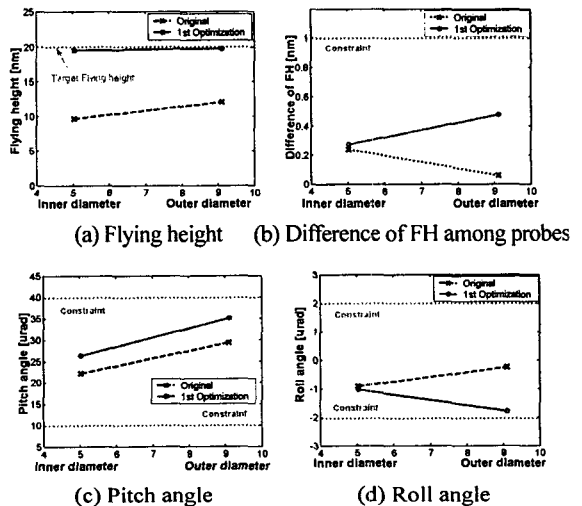 Original
1st Optimization
Target Flying height
Flying height [nm]
25
20
15
10
5
0
4 5 6 7 8 9 10
Inner diameter Outer diameter
(a) Flying height
Original
1st Optimization
Constraint
Difference of FH [nm]
1
0.8
0.6
0.4
0.2
0
4 5 6 7 8 9 10
Inner diameter Outer diameter
(b) Difference of FH among probes
Constraint
Original
1st Optimization
Constraint
Pitch angle [urad]
45
40
35
30
25
20
15
10
5
4 5 6 7 8 9 10
Inner diameter Outer diameter
(c) Pitch angle
Original
1st Optimization
Constraint
Constraint
Roll angle [urad]
3
2
1
0
-1
-2
-3
4 5 6 7 8 9 10
Inner diameter Outer diameter
(d) Roll angle